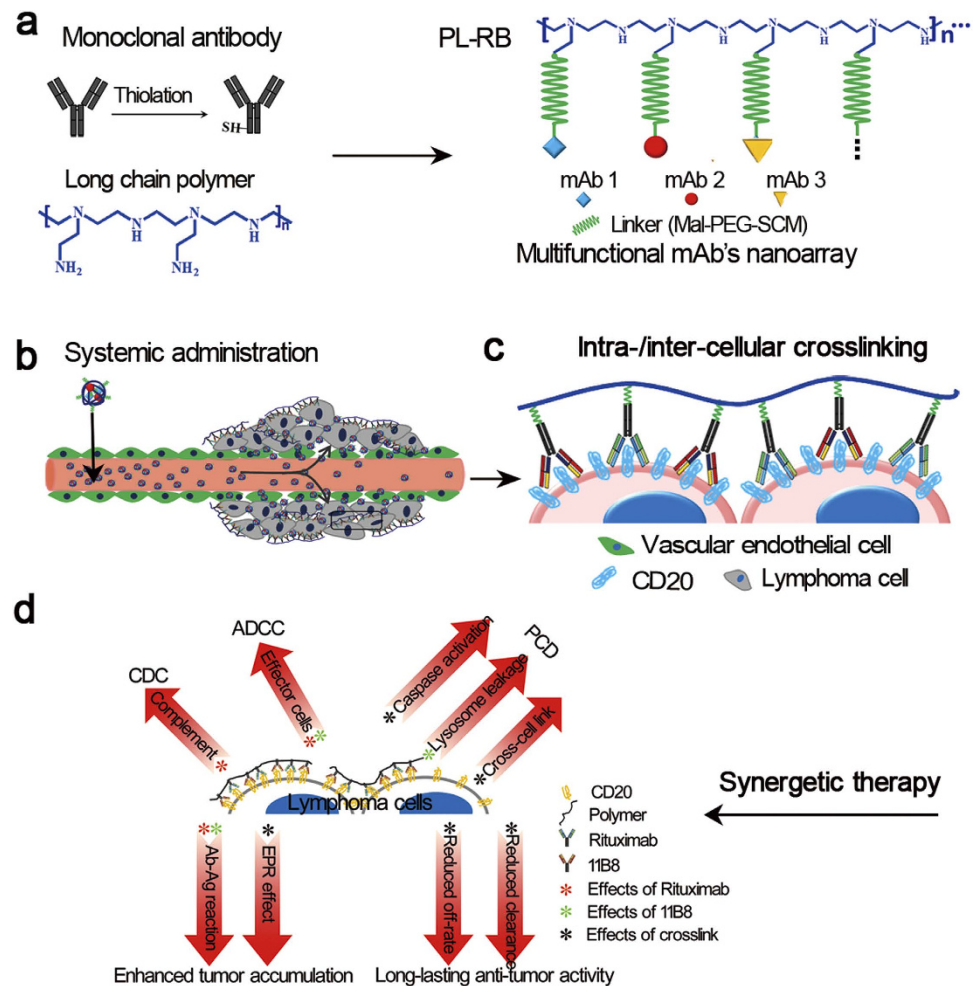 a
Monoclonal antibody
Thiolation
SH
Long chain polymer
N
N
N
H
N
H
n
NH2
NH2
PL-RB
N
N
H
N
N
H
N
N
H
N
N
H
n
mAb 1
mAb 2
mAb 3
Linker (Mal-PEG-SCM)
Multifunctional mAb's nanoarray
b
Systemic administration
c
Intra-/inter-cellular crosslinking
Vascular endothelial cell
CD20
Lymphoma cell
d
CDC
ADCC
PCD
Complement *
Effector cells **
* Caspase activation
* Lysosome leakage
* Cross-cell link
Lymphoma cells
** Ab-Ag reaction
* EPR effect
* Reduced off-rate
* Reduced clearance
Enhanced tumor accumulation
Long-lasting anti-tumor activity
CD20
Polymer
Rituximab
11B8
* Effects of Rituximab
* Effects of 11B8
* Effects of crosslink
Synergetic therapy